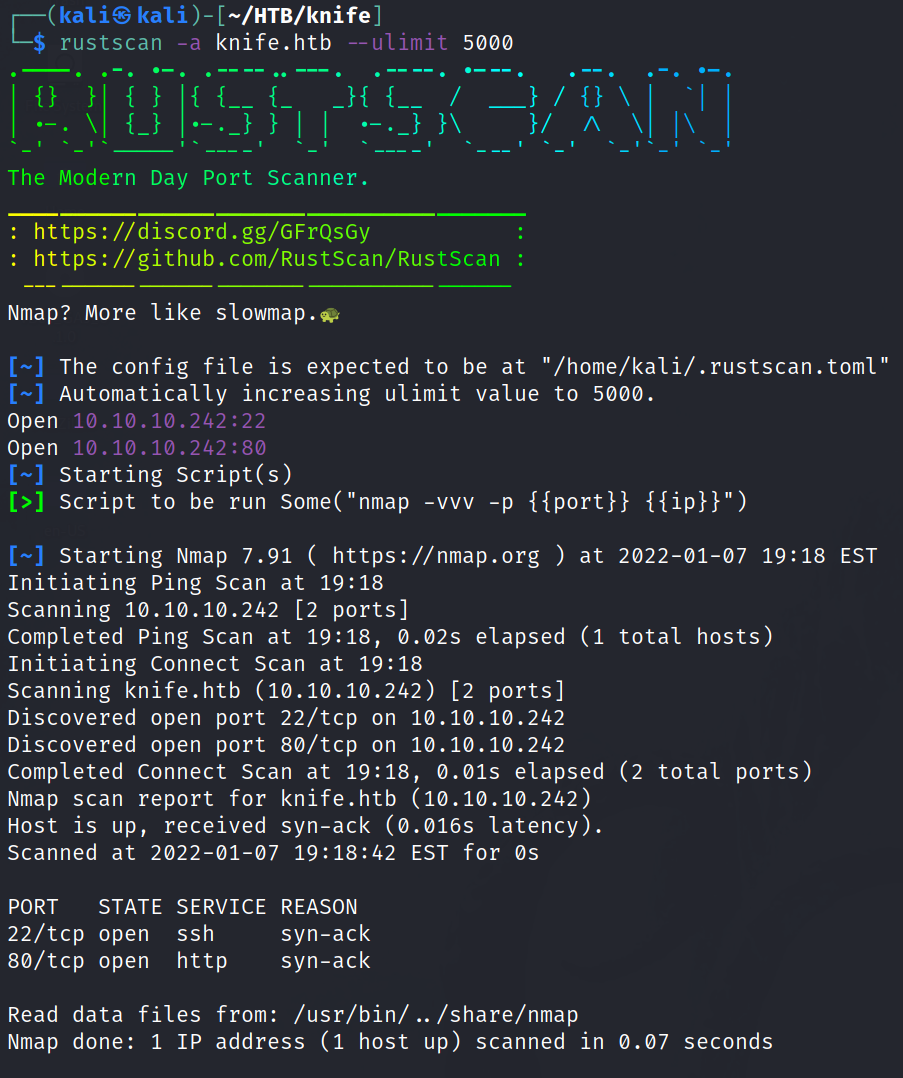 ┌──(kali㉿kali)-[~/HTB/knife]
└─$ rustscan -a knife.htb --ulimit 5000
.----. .-. .-. .----..---.  .----. .---.   .--.  .-. .-.
| {}  }| { } |{ {__ {_   _}{ {__  /  ___} / {} \ |  `| |
| .-. \| {_} |.-._} } | |  .-._} }\     }/  /\  \| |\  |
`-' `-'`-----'`----'  `-'  `----'  `---' `-'  `-'`-' `-'
The Modern Day Port Scanner.
________________________________________
: https://discord.gg/GFrQsGy           :
: https://github.com/RustScan/RustScan :
 --------------------------------------
Nmap? More like slowmap.🐢
[~] The config file is expected to be at "/home/kali/.rustscan.toml"
[~] Automatically increasing ulimit value to 5000.
Open 10.10.10.242:22
Open 10.10.10.242:80
[~] Starting Script(s)
[>] Script to be run Some("nmap -vvv -p {{port}} {{ip}}")
[~] Starting Nmap 7.91 ( https://nmap.org ) at 2022-01-07 19:18 EST
Initiating Ping Scan at 19:18
Scanning 10.10.10.242 [2 ports]
Completed Ping Scan at 19:18, 0.02s elapsed (1 total hosts)
Initiating Connect Scan at 19:18
Scanning knife.htb (10.10.10.242) [2 ports]
Discovered open port 22/tcp on 10.10.10.242
Discovered open port 80/tcp on 10.10.10.242
Completed Connect Scan at 19:18, 0.01s elapsed (2 total ports)
Nmap scan report for knife.htb (10.10.10.242)
Host is up, received syn-ack (0.016s latency).
Scanned at 2022-01-07 19:18:42 EST for 0s
PORT   STATE SERVICE REASON
22/tcp open  ssh     syn-ack
80/tcp open  http    syn-ack
Read data files from: /usr/bin/../share/nmap
Nmap done: 1 IP address (1 host up) scanned in 0.07 seconds